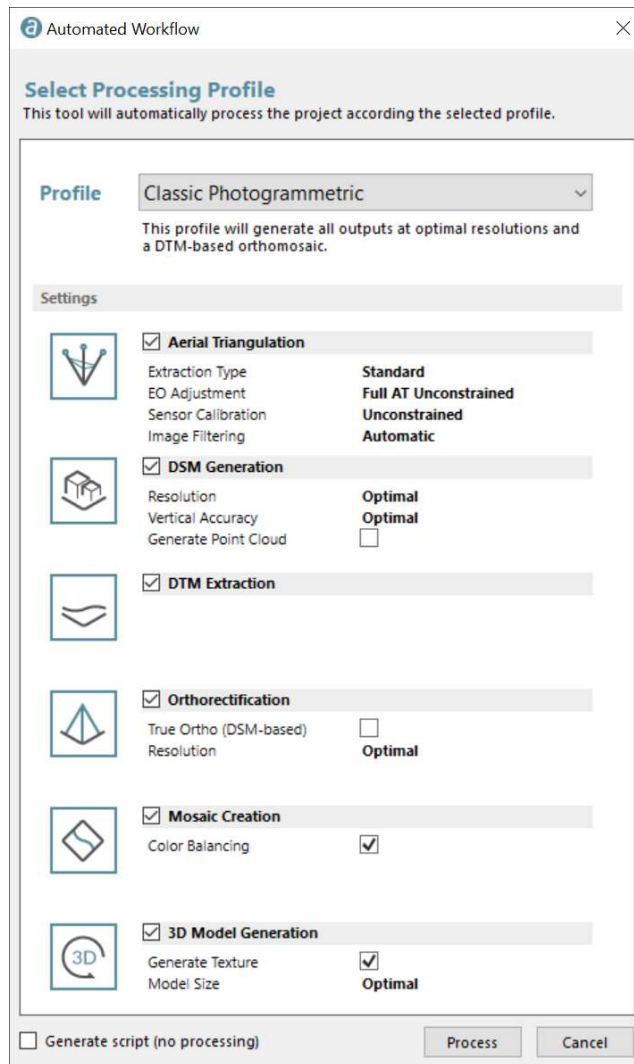 Automated Workflow
Select Processing Profile
This tool will automatically process the project according the selected profile.
Profile Classic Photogrammetric
This profile will generate all outputs at optimal resolutions and
a DTM-based orthomosaic.
Settings
Aerial Triangulation
Extraction Type Standard
EO Adjustment Full AT Unconstrained
Sensor Calibration Unconstrained
Image Filtering Automatic
DSM Generation
Resolution Optimal
Vertical Accuracy Optimal
Generate Point Cloud
DTM Extraction
Orthorectification
True Ortho (DSM-based)
Resolution Optimal
Mosaic Creation
Color Balancing
3D
3D Model Generation
Generate Texture
Model Size Optimal
Generate script (no processing) Process Cancel